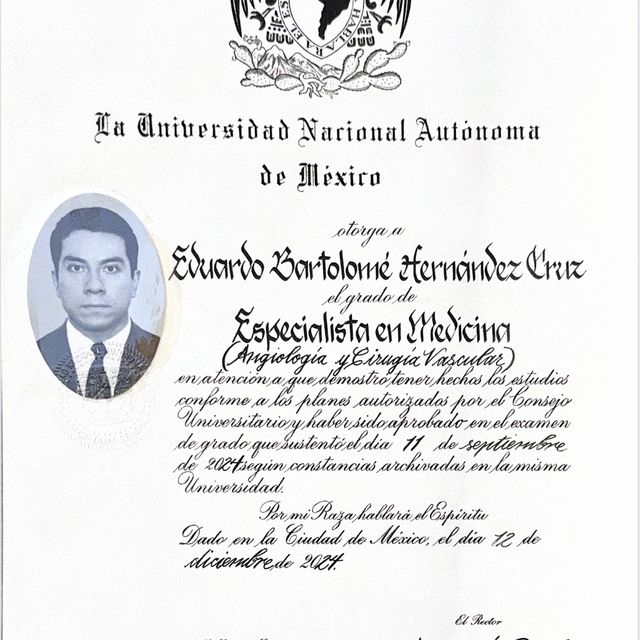 HABLARA EL ES
La Universidad Nacional Autónoma
de México
otorga a
Eduardo Bartolomé Hernández Cruz
el grado de
Especialista en Medicina
(Angiología y Cirugía Vascular)
en atención a que demostró tener hechos los estudios
conforme a los planes autorizados por el Consejo
Universitario y haber sido aprobado en el examen
de grado que sustentó el día 11 de septiembre
de 2024 según constancias archivadas en la misma
Universidad.
Por mi Raza hablará el Espíritu
Dado en la Ciudad de México, el día 12 de
diciembre de 2024.
El Rector